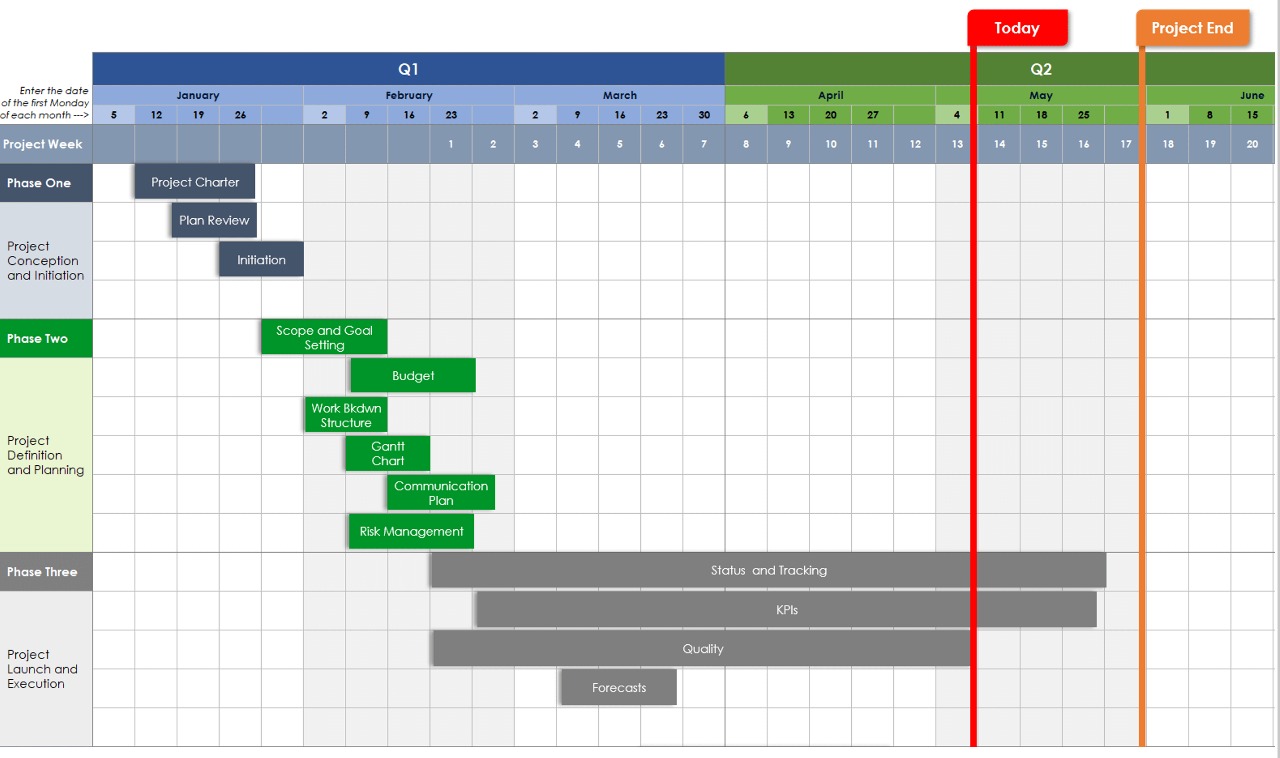 Today
Project End
Q1
Q2
Enter the date
of the first Monday
of each month --->
January
February
March
April
May
June
5 12 19 26 2 9 16 23 2 9 16 23 30 6 13 20 27 4 11 18 25 1 8 15
Project Week
1 2 3 4 5 6 7 8 9 10 11 12 13 14 15 16 17 18 19 20
Phase One
Project Charter
Plan Review
Project
Conception
and Initiation
Initiation
Phase Two
Scope and Goal
Setting
Budget
Work Bkdwn
Structure
Project
Definition
and Planning
Gantt
Chart
Communication
Plan
Risk Management
Phase Three
Status and Tracking
KPIs
Project
Launch and
Execution
Quality
Forecasts